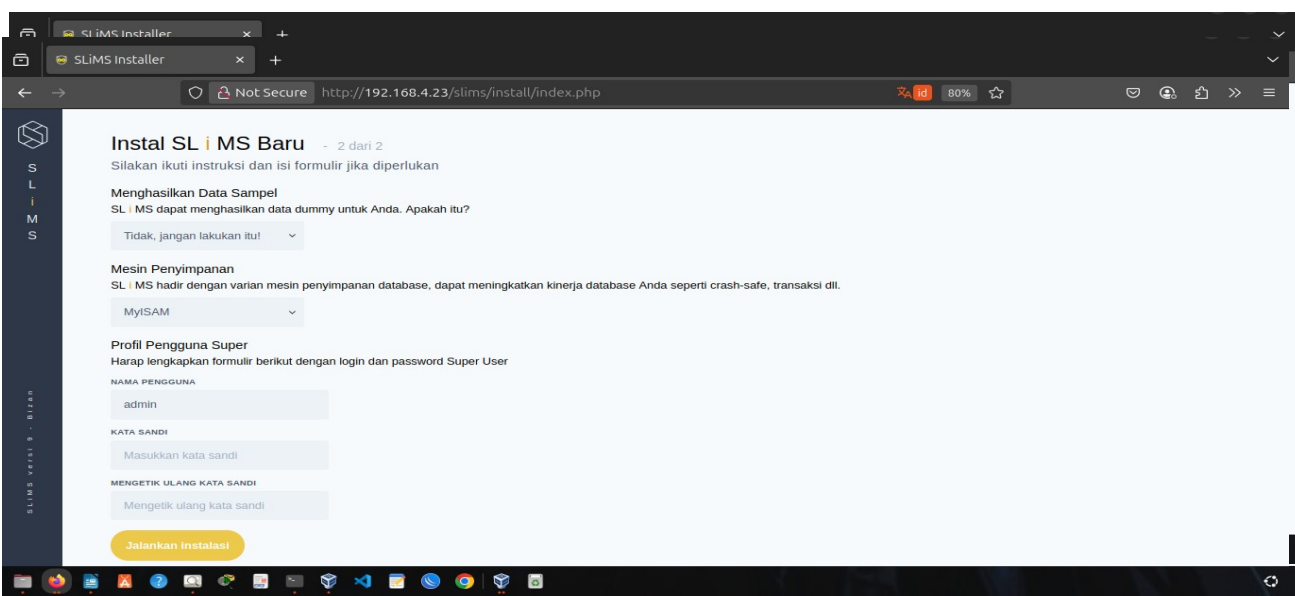 SLiMS Installer
SLiMS Installer
Not Secure http://192.168.4.23/slims/install/index.php id 80%
S
L
i
M
S
SLiMS versi 9 - Bizan
Instal SL i MS Baru - 2 dari 2
Silakan ikuti instruksi dan isi formulir jika diperlukan
Menghasilkan Data Sampel
SL i MS dapat menghasilkan data dummy untuk Anda. Apakah itu?
Tidak, jangan lakukan itu!
Mesin Penyimpanan
SL i MS hadir dengan varian mesin penyimpanan database, dapat meningkatkan kinerja database Anda seperti crash-safe, transaksi dll.
MyISAM
Profil Pengguna Super
Harap lengkapkan formulir berikut dengan login dan password Super User
NAMA PENGGUNA
admin
KATA SANDI
Masukkan kata sandi
MENGETIK ULANG KATA SANDI
Mengetik ulang kata sandi
Jalankan instalasi